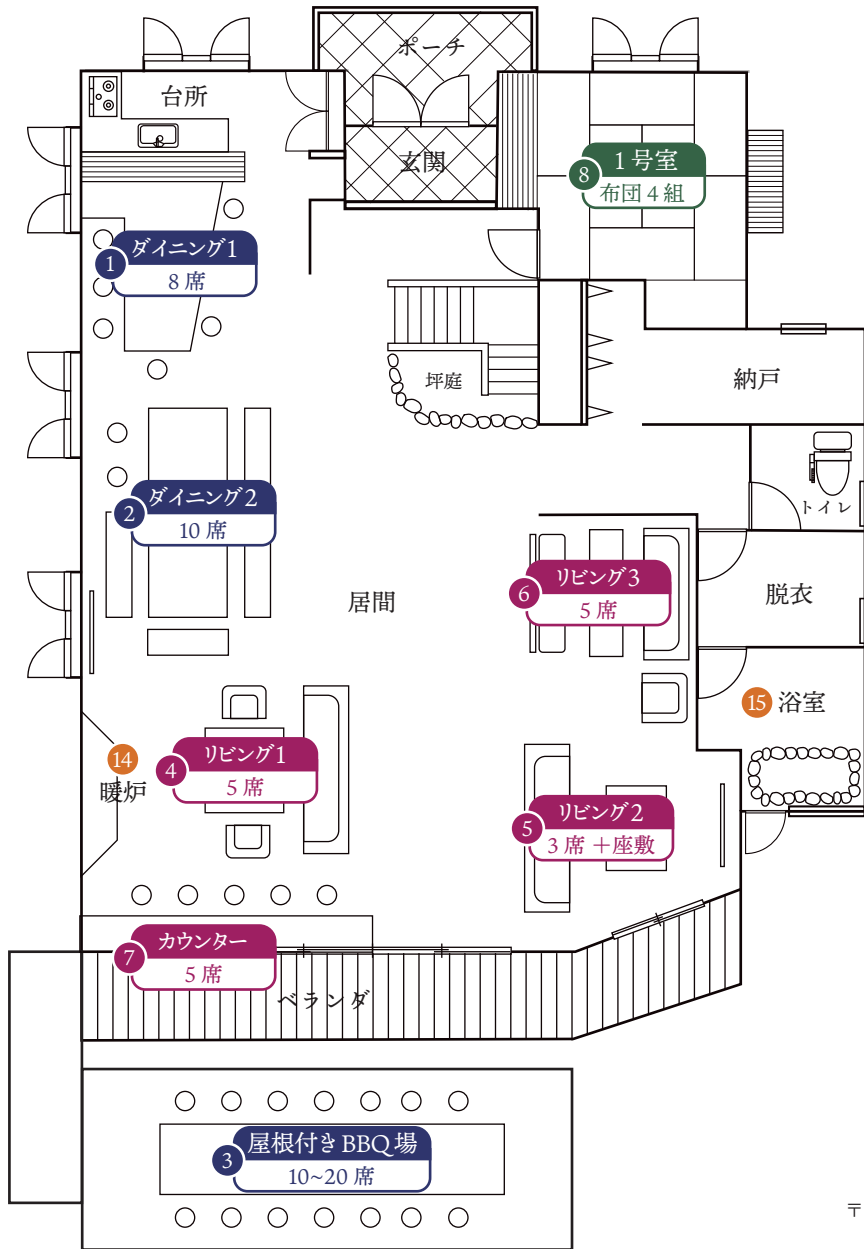 ポーチ
台所
玄関
8 1号室
布団4組
1 ダイニング1
8席
坪庭
納戸
2 ダイニング2
10席
トイレ
6 リビング3
5席
脱衣
居間
15 浴室
14
暖炉
4 リビング1
5席
5 リビング2
3席＋座敷
7 カウンター
5席
ベランダ
3 屋根付きBBQ場
10~20席
〒